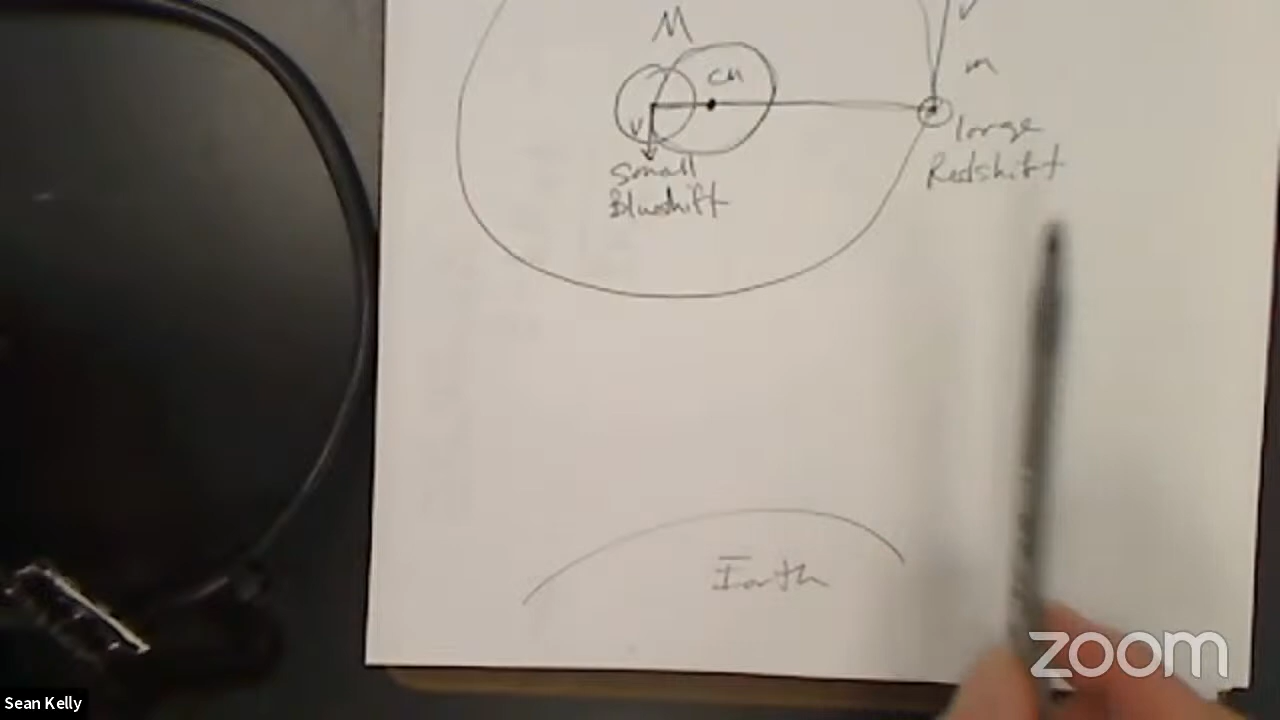 M
CM
v
m
V
large
Redshift
small
Blueshift
Earth
zoom
Sean Kelly